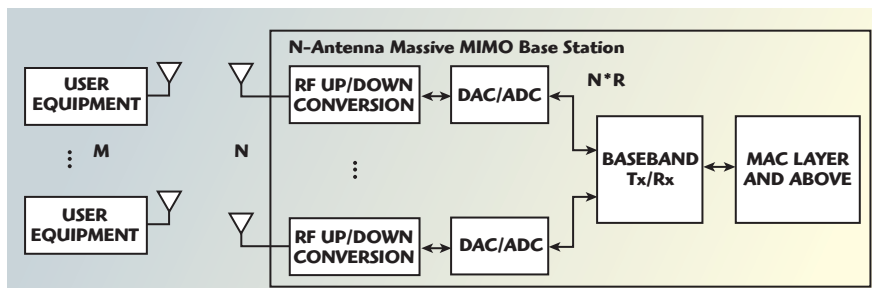 N–Antenna Massive MIMO Base Station
USER
EQUIPMENT
RF UP/DOWN
CONVERSION
DAC/ADC
N*R
M
N
BASEBAND
Tx/Rx
MAC LAYER
AND ABOVE
USER
EQUIPMENT
RF UP/DOWN
CONVERSION
DAC/ADC